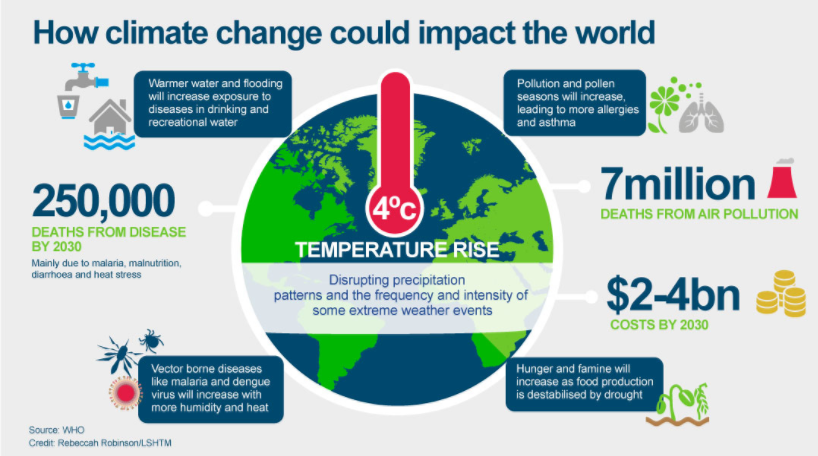 How climate change could impact the world
Warmer water and flooding
will increase exposure to
diseases in drinking and
recreational water
Pollution and pollen
seasons will increase,
leading to more allergies
and asthma
250,000
DEATHS FROM DISEASE
BY 2030
Mainly due to malaria, malnutrition,
diarrhoea and heat stress
4ºc
TEMPERATURE RISE
Disrupting precipitation
patterns and the frequency and intensity of
some extreme weather events
7million
DEATHS FROM AIR POLLUTION
$2-4bn
COSTS BY 2030
Vector borne diseases
like malaria and dengue
virus will increase with
more humidity and heat
Hunger and famine will
increase as food production
is destabilised by drought
Source: WHO
Credit: Rebeccah Robinson/LSHTM